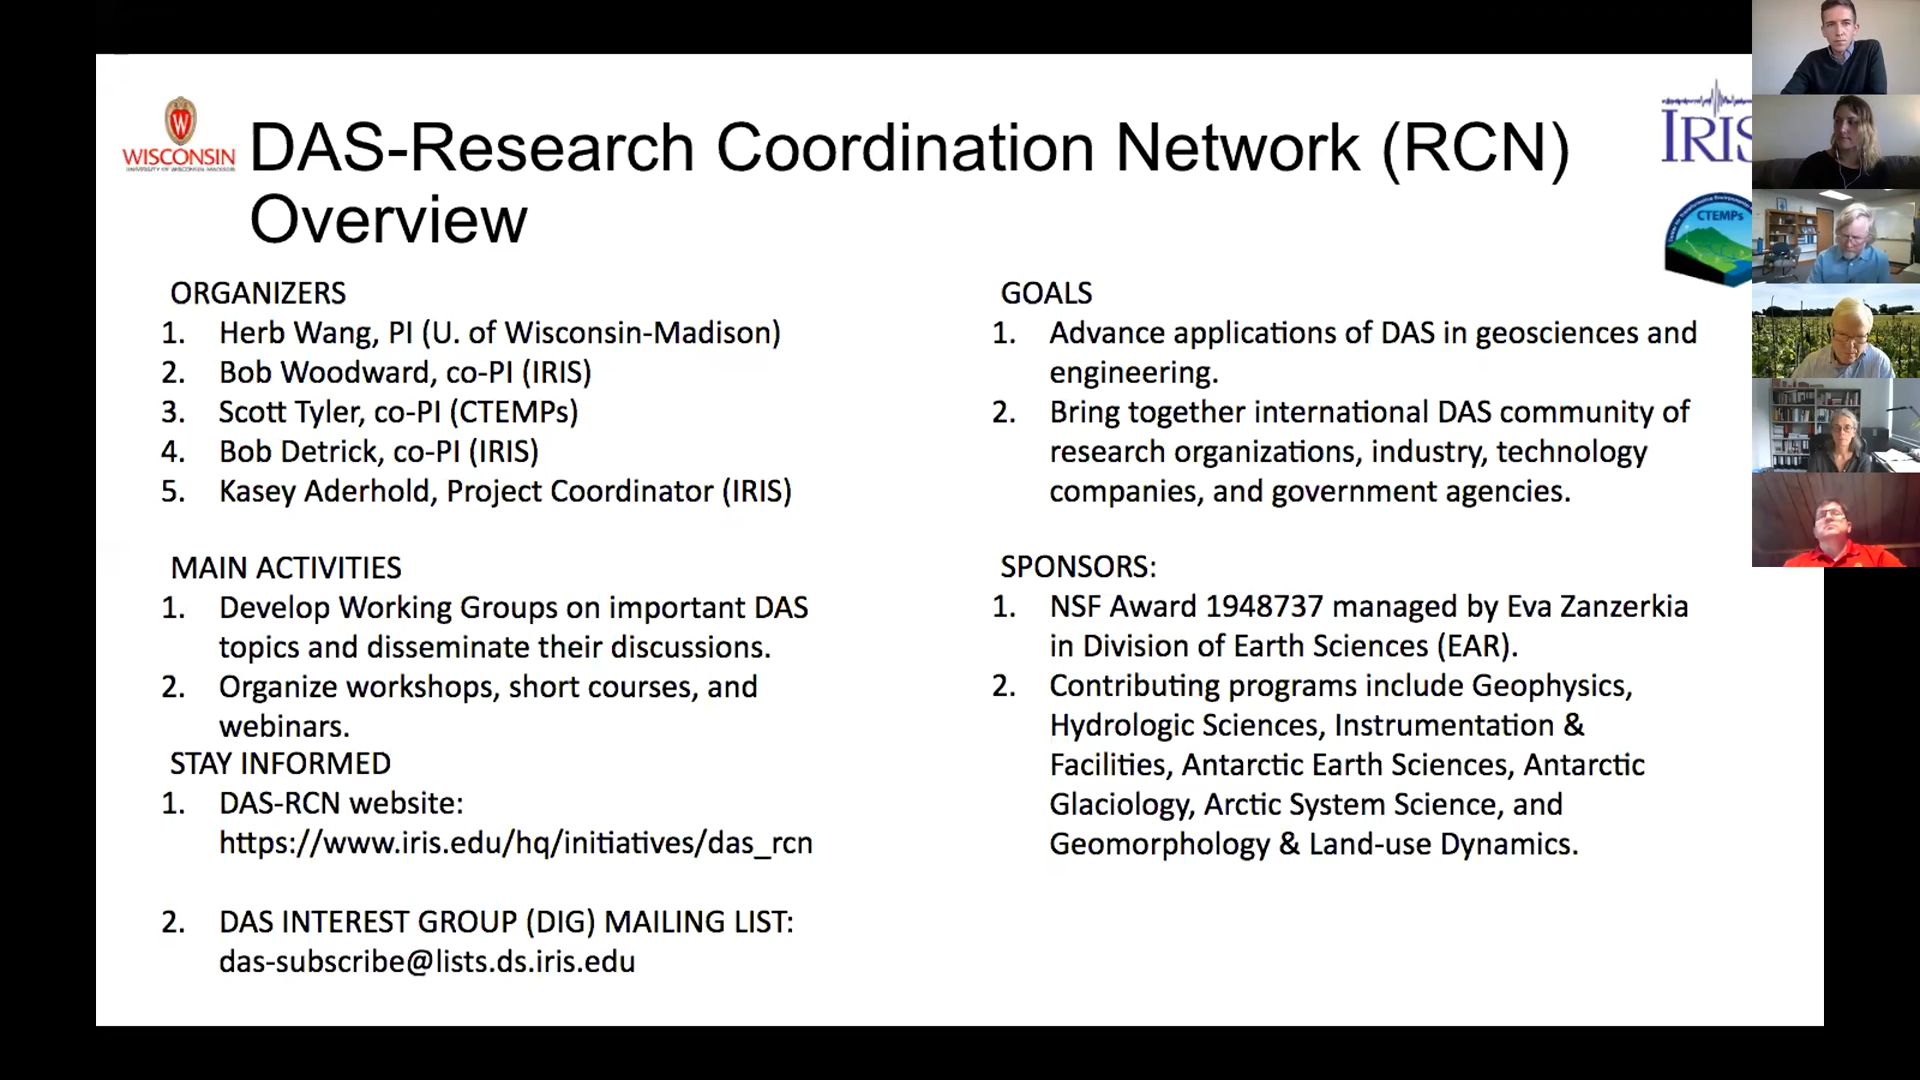 WISCONSIN
UNIVERSITY OF WISCONSIN-MADISON
DAS-Research Coordination Network (RCN)
Overview
IRIS
CTEMPs
ORGANIZERS
1. Herb Wang, PI (U. of Wisconsin-Madison)
2. Bob Woodward, co-PI (IRIS)
3. Scott Tyler, co-PI (CTEMPs)
4. Bob Detrick, co-PI (IRIS)
5. Kasey Aderhold, Project Coordinator (IRIS)
MAIN ACTIVITIES
1. Develop Working Groups on important DAS
topics and disseminate their discussions.
2. Organize workshops, short courses, and
webinars.
STAY INFORMED
1. DAS-RCN website:
https://www.iris.edu/hq/initiatives/das_rcn
2. DAS INTEREST GROUP (DIG) MAILING LIST:
das-subscribe@lists.ds.iris.edu
GOALS
1. Advance applications of DAS in geosciences and
engineering.
2. Bring together international DAS community of
research organizations, industry, technology
companies, and government agencies.
SPONSORS:
1. NSF Award 1948737 managed by Eva Zanzerkia
in Division of Earth Sciences (EAR).
2. Contributing programs include Geophysics,
Hydrologic Sciences, Instrumentation &
Facilities, Antarctic Earth Sciences, Antarctic
Glaciology, Arctic System Science, and
Geomorphology & Land-use Dynamics.